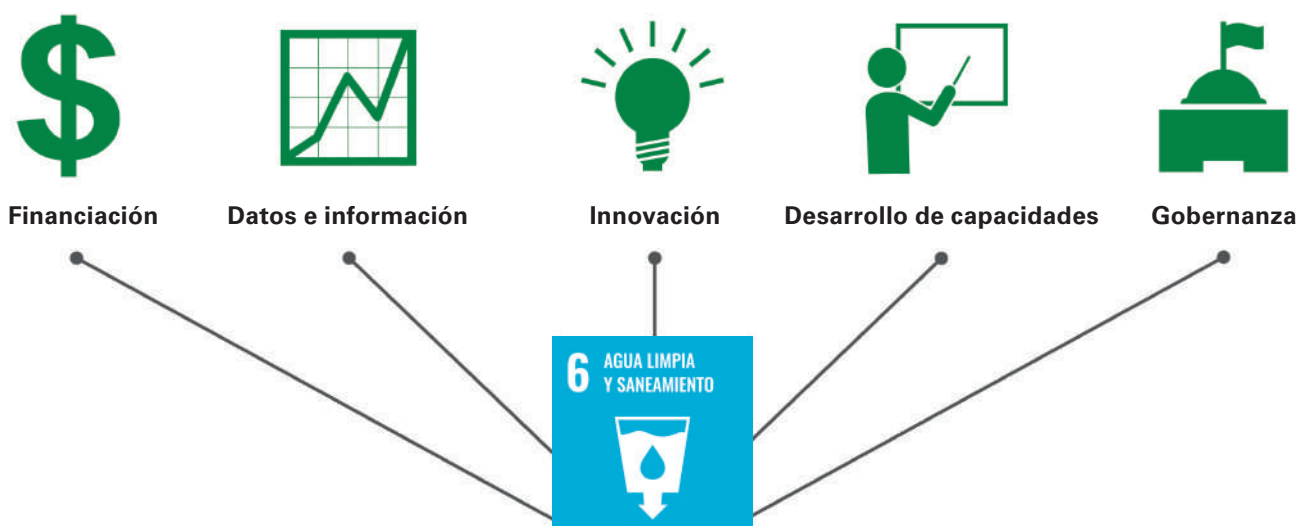 Financiación
Datos e información
Innovación
Desarrollo de capacidades
Gobernanza
6 AGUA LIMPIA
Y SANEAMIENTO